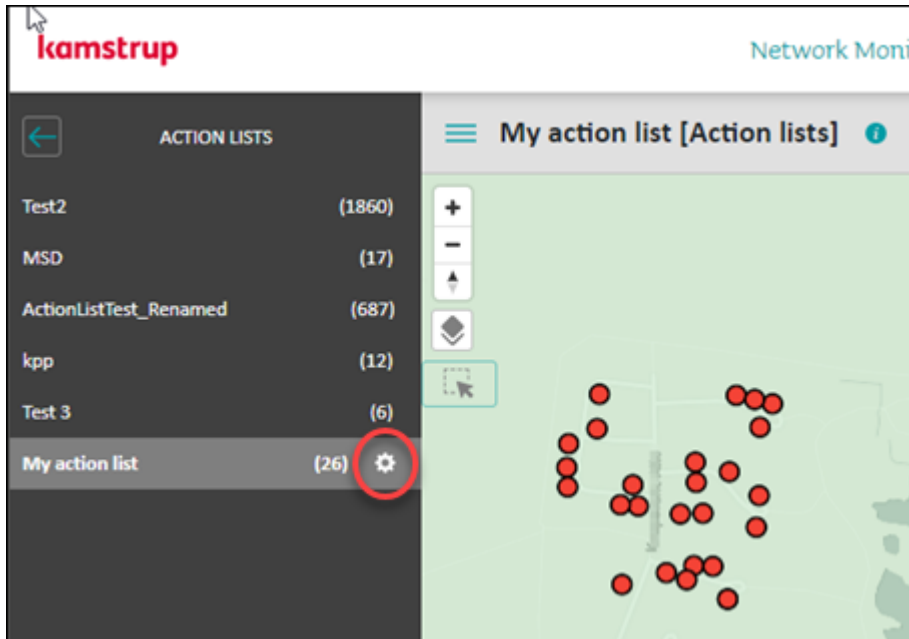 kamstrup
Network Moni
ACTION LISTS
My action list [Action lists]
Test2 (1860)
MSD (17)
ActionListTest_Renamed (687)
kpp (12)
Test 3 (6)
My action list (26)